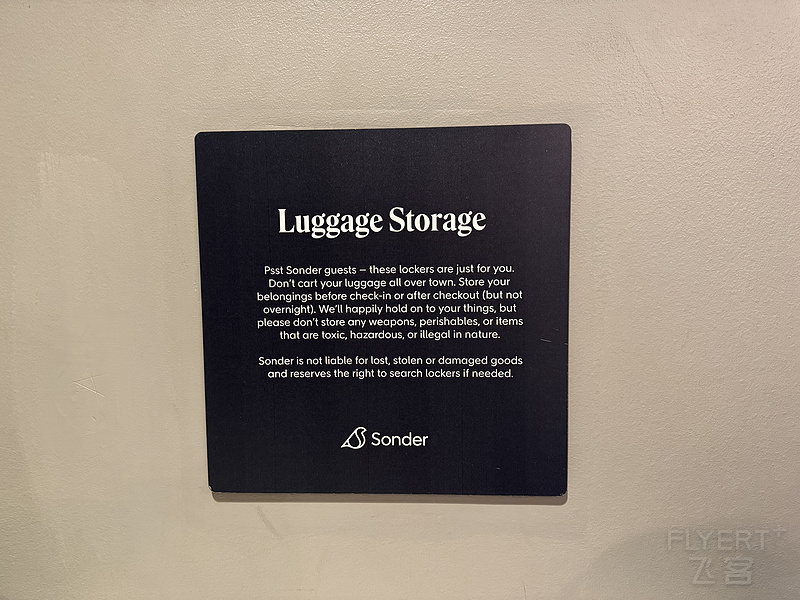 Luggage Storage
Psst Sonder guests – these lockers are just for you.
Don't cart your luggage all over town. Store your
belongings before check-in or after checkout (but not
overnight). We'll happily hold on to your things, but
please don't store any weapons, perishables, or items
that are toxic, hazardous, or illegal in nature.
Sonder is not liable for lost, stolen or damaged goods
and reserves the right to search lockers if needed.
Sonder
FLYERT+
飞客